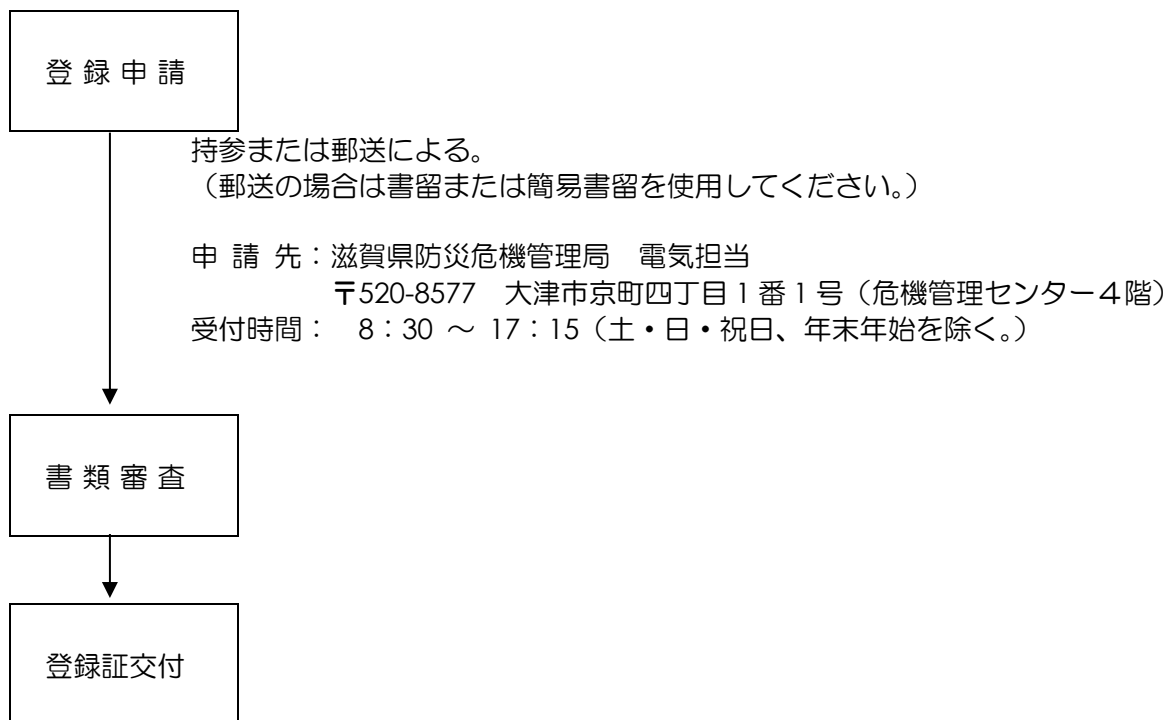 登 録 申 請
持参または郵送による。
（郵送の場合は書留または簡易書留を使用してください。）
申 請 先：滋賀県防災危機管理局　電気担当
〒520-8577　大津市京町四丁目１番１号（危機管理センター４階）
受付時間：　8：30 ～ 17：15（土・日・祝日、年末年始を除く。）
書 類 審 査
登録証交付